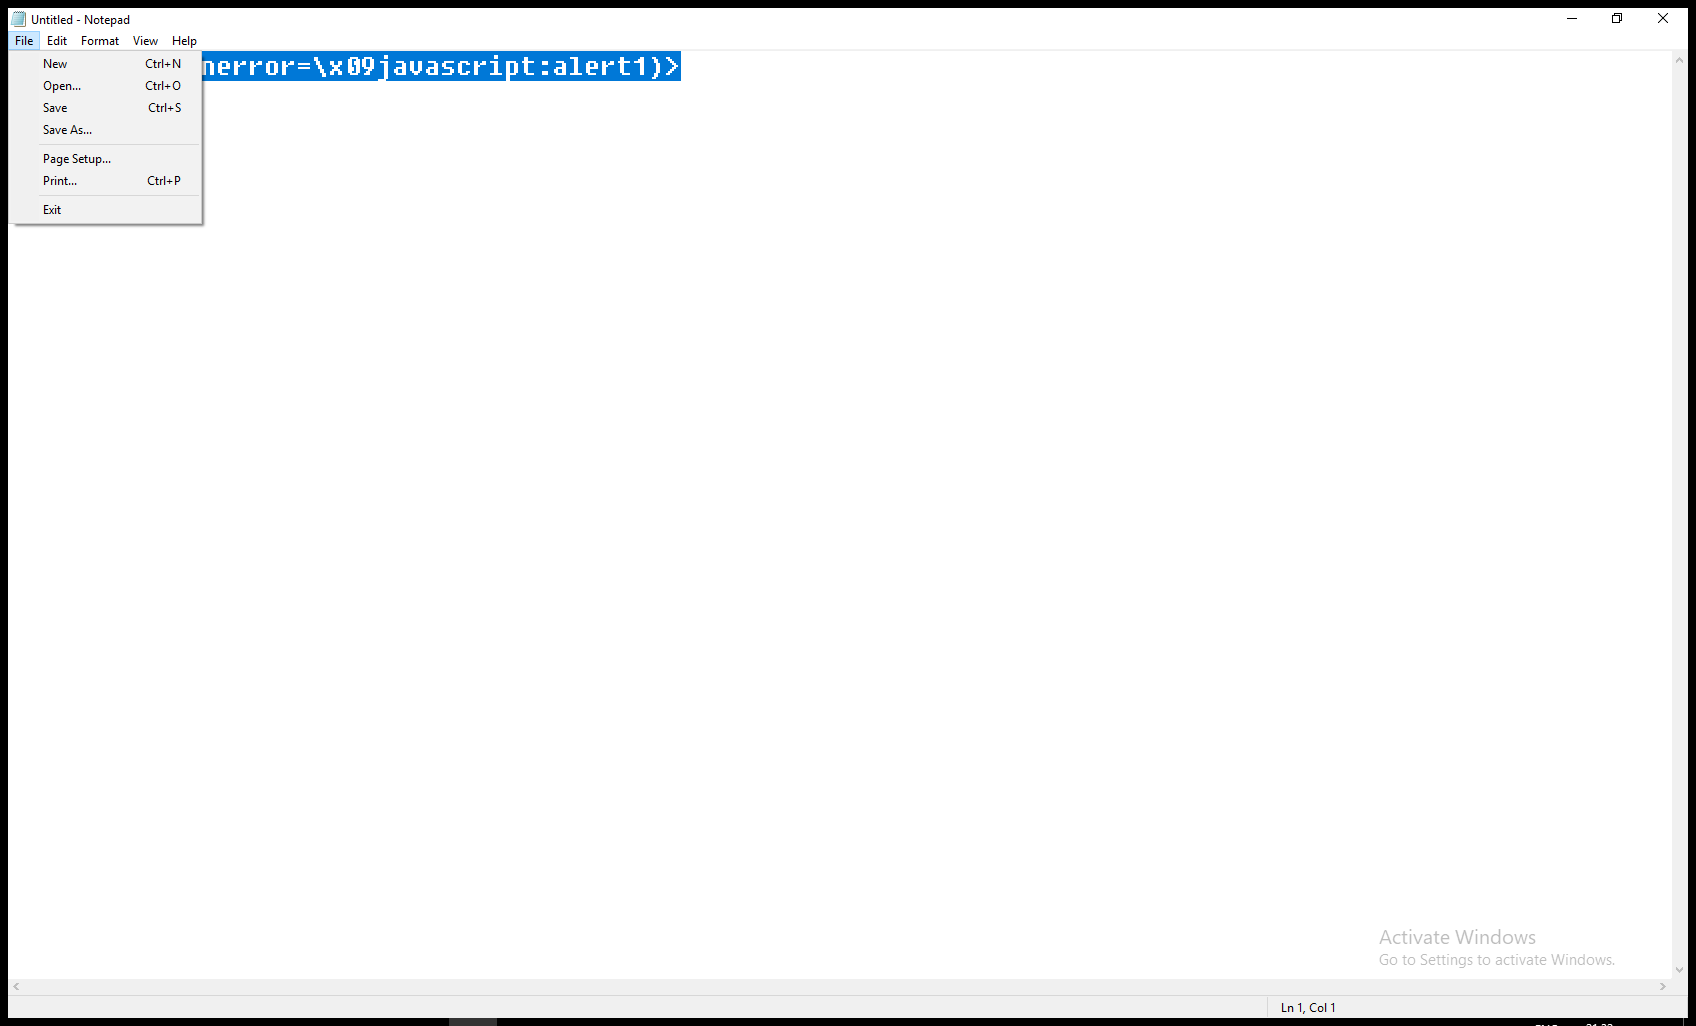 Untitled - Notepad
File Edit Format View Help
nerror=\x09javascript:alert1)>
New Ctrl+N
Open... Ctrl+O
Save Ctrl+S
Save As...
Page Setup...
Print... Ctrl+P
Exit
Activate Windows
Go to Settings to activate Windows.
Ln 1, Col 1